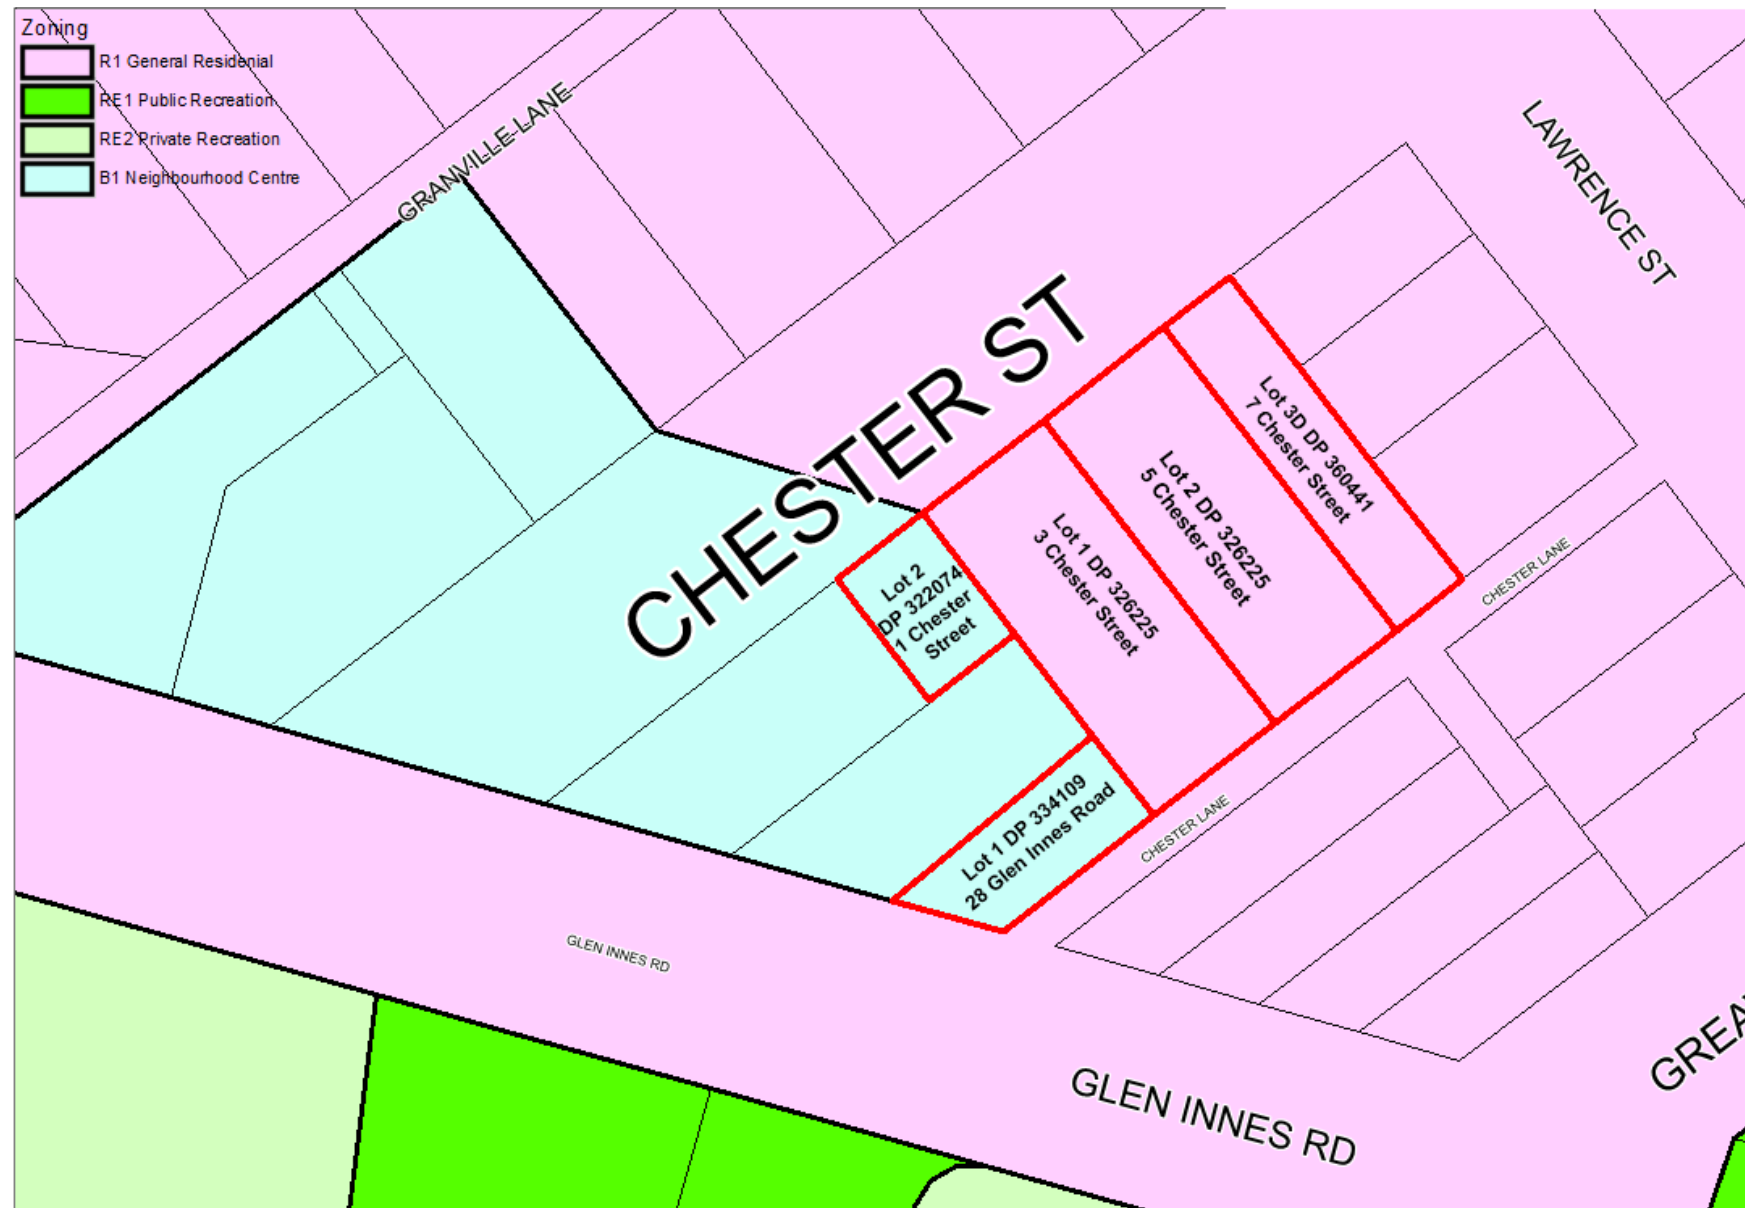 Zoning
R1 General Residenial
RE1 Public Recreation
RE2 Private Recreation
B1 Neighbourhood Centre
GRANVILLE LANE
LAWRENCE ST
CHESTER ST
Lot 3D DP 360441
7 Chester Street
Lot 2 DP 326225
5 Chester Street
Lot 1 DP 326225
3 Chester Street
Lot 2
DP 322074
1 Chester
Street
CHESTER LANE
Lot 1 DP 334109
28 Glen Innes Road
CHESTER LANE
GLEN INNES RD
GLEN INNES RD
GREA